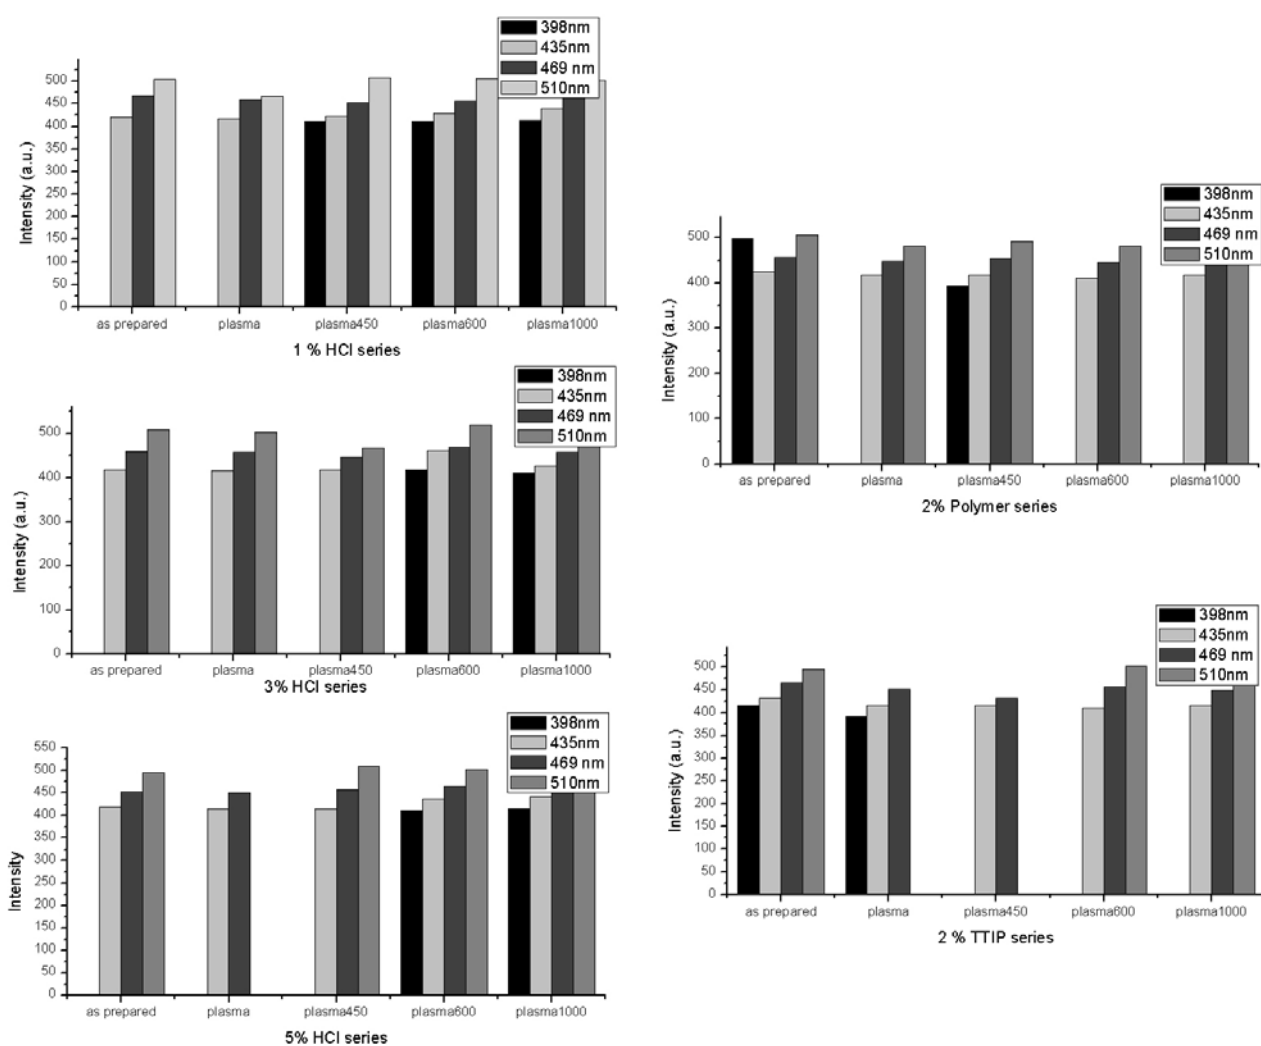 398nm
435nm
469 nm
510nm
500
450
400
350
300
250
200
150
100
50
0
Intensity (a.u.)
as prepared plasma plasma450 plasma600 plasma1000
1 % HCl series
398nm
435nm
469 nm
510nm
500
400
300
200
100
0
Intensity (a.u.)
as prepared plasma plasma450 plasma600 plasma1000
3% HCl series
398nm
435nm
469 nm
510nm
550
500
450
400
350
300
250
200
150
100
50
0
Intensity
as prepared plasma plasma450 plasma600 plasma1000
5% HCl series
398nm
435nm
469 nm
510nm
500
400
300
200
100
0
Intensity (a.u.)
as prepared plasma plasma450 plasma600 plasma1000
2% Polymer series
398nm
435nm
469 nm
510nm
500
450
400
350
300
250
200
150
100
50
0
Intensity (a.u.)
as prepared plasma plasma450 plasma600 plasma1000
2 % TTIP series